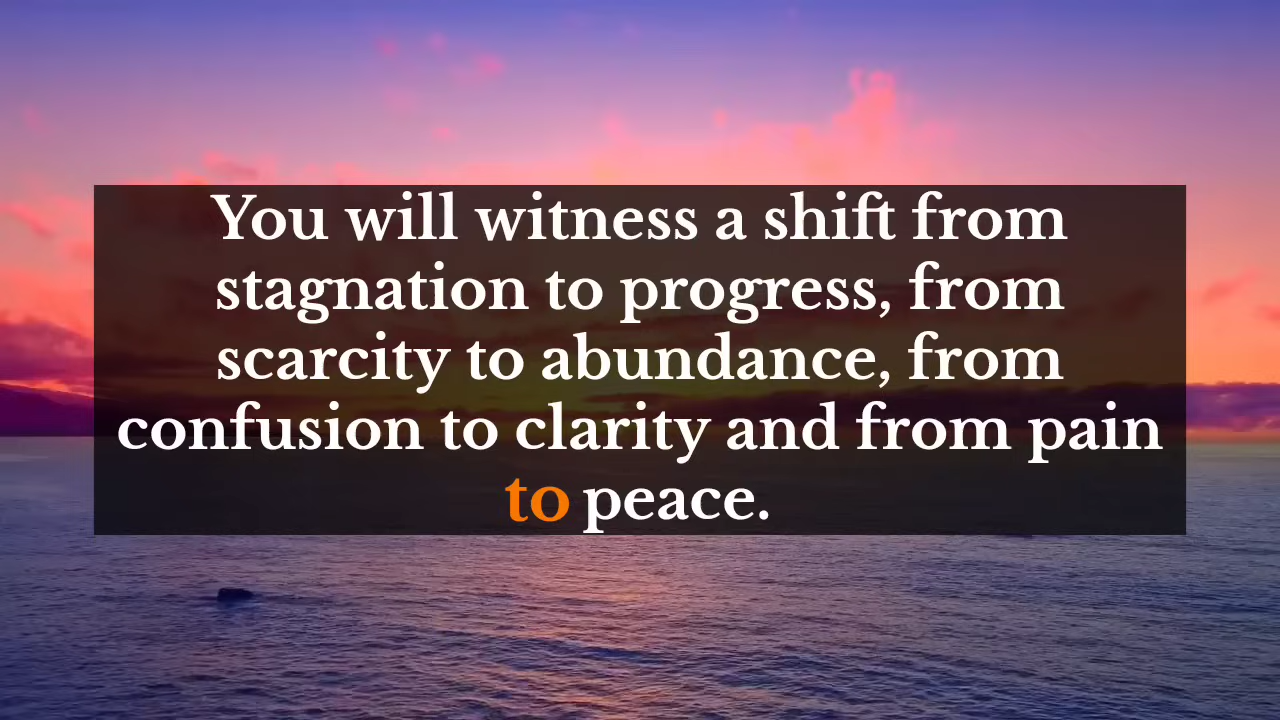 You will witness a shift from
stagnation to progress, from
scarcity to abundance, from
confusion to clarity and from pain
to peace.